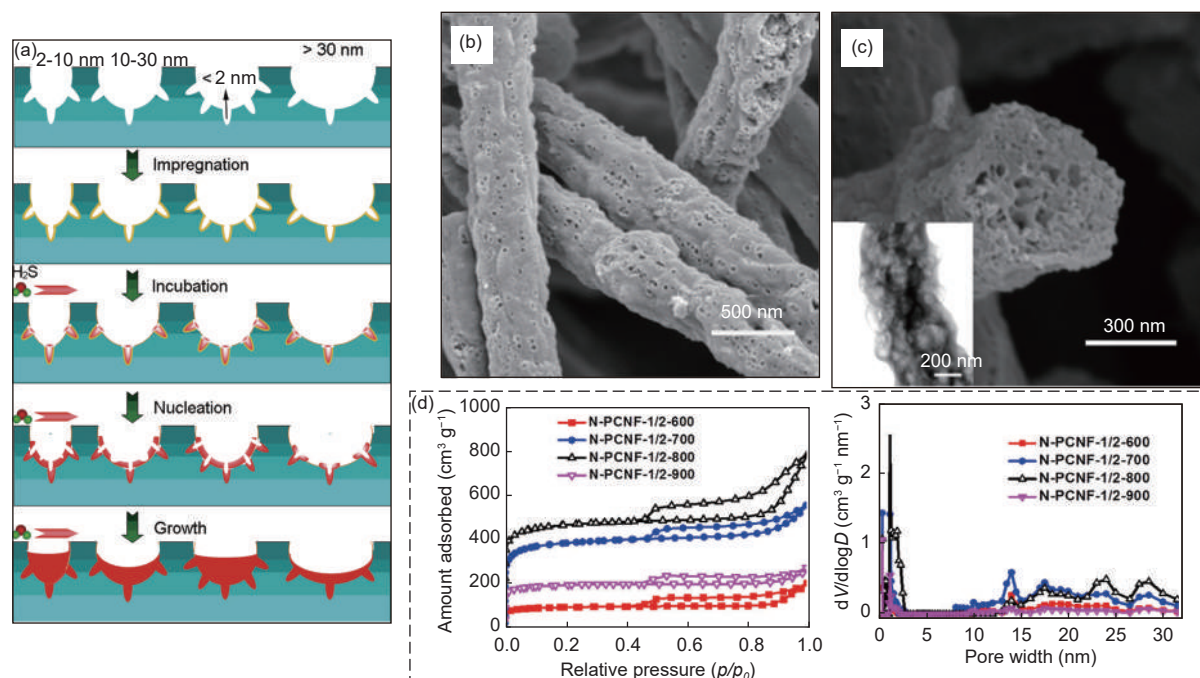 (a)
2-10 nm 10-30 nm
> 30 nm
< 2 nm
Impregnation
H₂S
Incubation
Nucleation
Growth
(b)
500 nm
(c)
200 nm
300 nm
(d)
1000
800
600
400
200
0
0.0 0.2 0.4 0.6 0.8 1.0
Amount adsorbed (cm³ g⁻¹)
Relative pressure (p/p₀)
N-PCNF-1/2-600
N-PCNF-1/2-700
N-PCNF-1/2-800
N-PCNF-1/2-900
3
2
1
0
0 5 10 15 20 25 30
dV/dlogD (cm³ g⁻¹ nm⁻¹)
Pore width (nm)
N-PCNF-1/2-600
N-PCNF-1/2-700
N-PCNF-1/2-800
N-PCNF-1/2-900